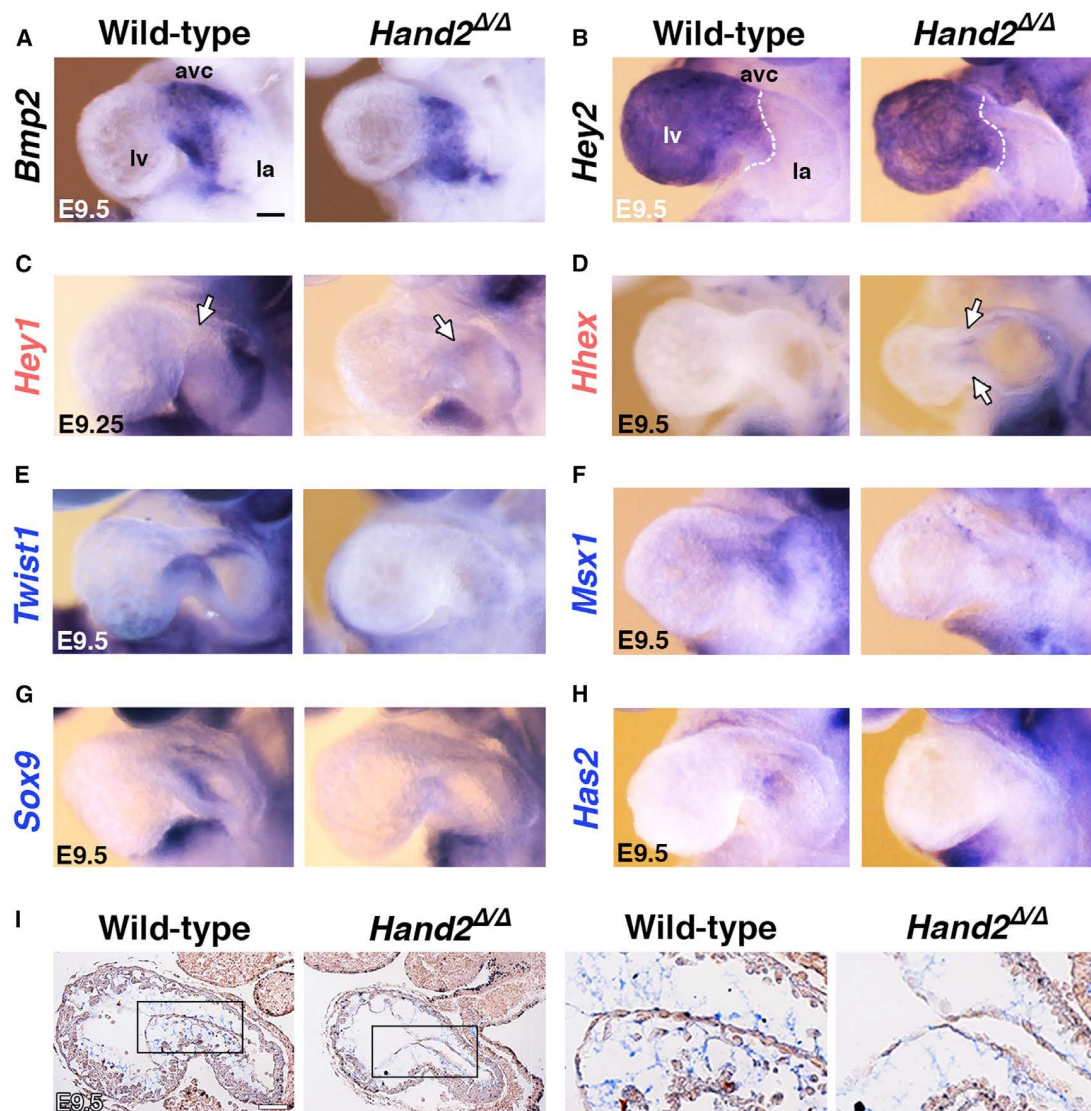 A
Wild-type
Hand2Δ/Δ
B
Wild-type
Hand2Δ/Δ
Bmp2
avc
lv
la
E9.5
Hey2
avc
lv
la
E9.5
C
Hey1
E9.25
D
Hhex
E9.5
E
Twist1
E9.5
F
Msx1
E9.5
G
Sox9
E9.5
H
Has2
E9.5
I
Wild-type
Hand2Δ/Δ
Wild-type
Hand2Δ/Δ
E9.5